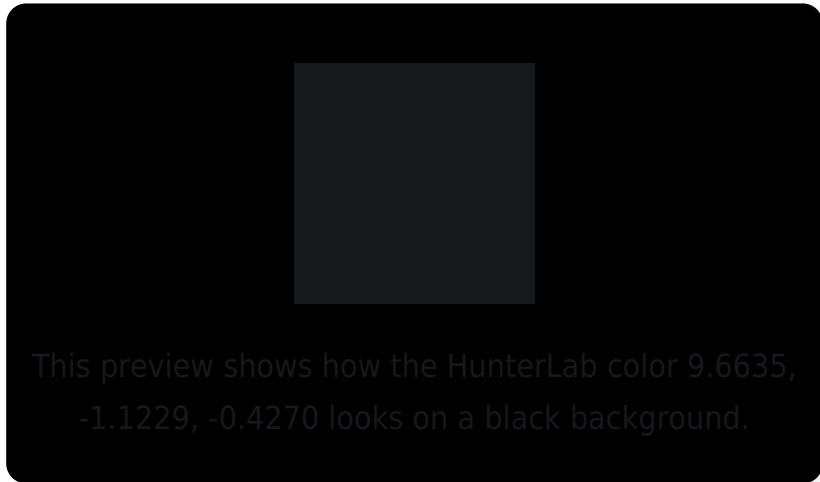 This preview shows how the HunterLab color 9.6635,
-1.1229, -0.4270 looks on a black background.